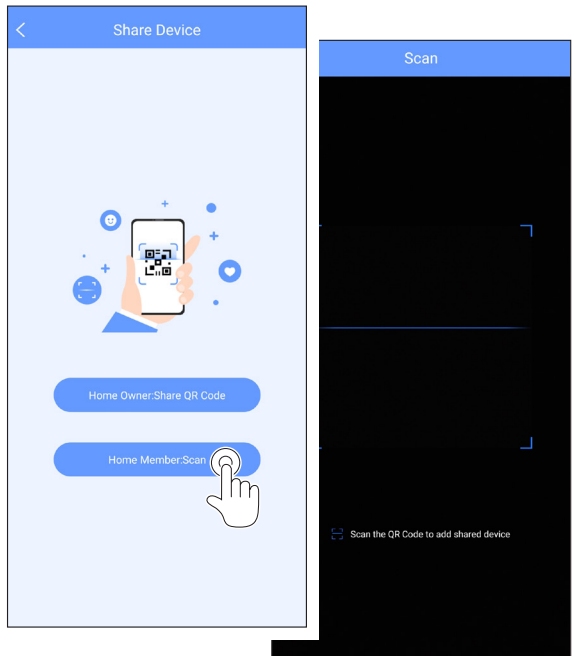 Share Device
Home Owner:Share QR Code
Home Member:Scan
Scan
Scan the QR Code to add shared device